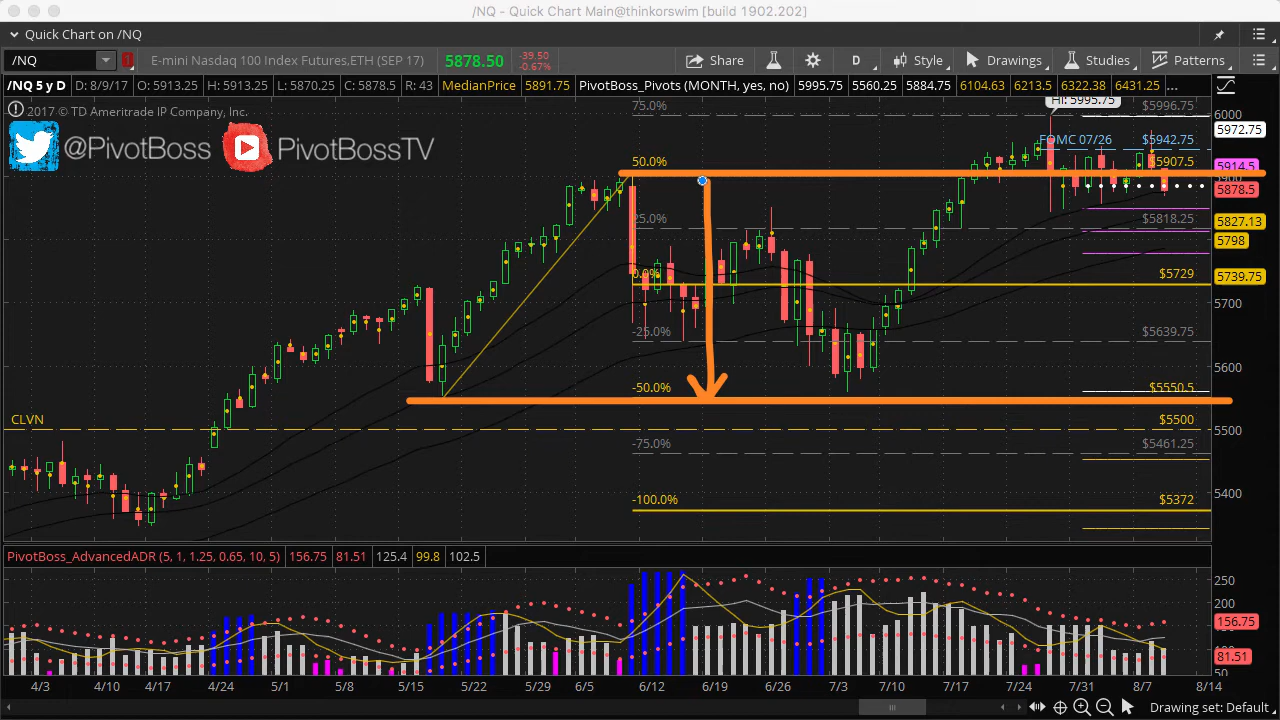 /NQ - Quick Chart Main@thinkorswim [build 1902.202]
Quick Chart on /NQ
/NQ E-mini Nasdaq 100 Index Futures,ETH (SEP 17) 5878.50 -39.50 -0.67% Share D Style Drawings Studies Patterns
/NQ 5 y D D: 8/9/17 O: 5913.25 H: 5913.25 L: 5870.25 C: 5878.5 R: 43 MedianPrice 5891.75 PivotBoss_Pivots (MONTH, yes, no) 5995.75 5560.25 5884.75 6104.63 6213.5 6322.38 6431.25 ...
2017 © TD Ameritrade IP Company, Inc.
@PivotBoss PivotBossTV
Hi: 5995.75
75.0% $5996.75
FOMC 07/26 $5942.75
50.0% $5907.5
25.0% $5818.25
0.0% $5729
-25.0% $5639.75
-50.0% $5550.5
CLVN $5500
-75.0% $5461.25
-100.0% $5372
6000
5972.75
5914.5
5900
5878.5
5827.13
5798
5739.75
5700
5600
5500
5400
PivotBoss_AdvancedADR (5, 1, 1.25, 0.65, 10, 5) 156.75 81.51 125.4 99.8 102.5
250
200
156.75
100
81.51
50
4/3 4/10 4/17 4/24 5/1 5/8 5/15 5/22 5/29 6/5 6/12 6/19 6/26 7/3 7/10 7/17 7/24 7/31 8/7 8/14
Drawing set: Default